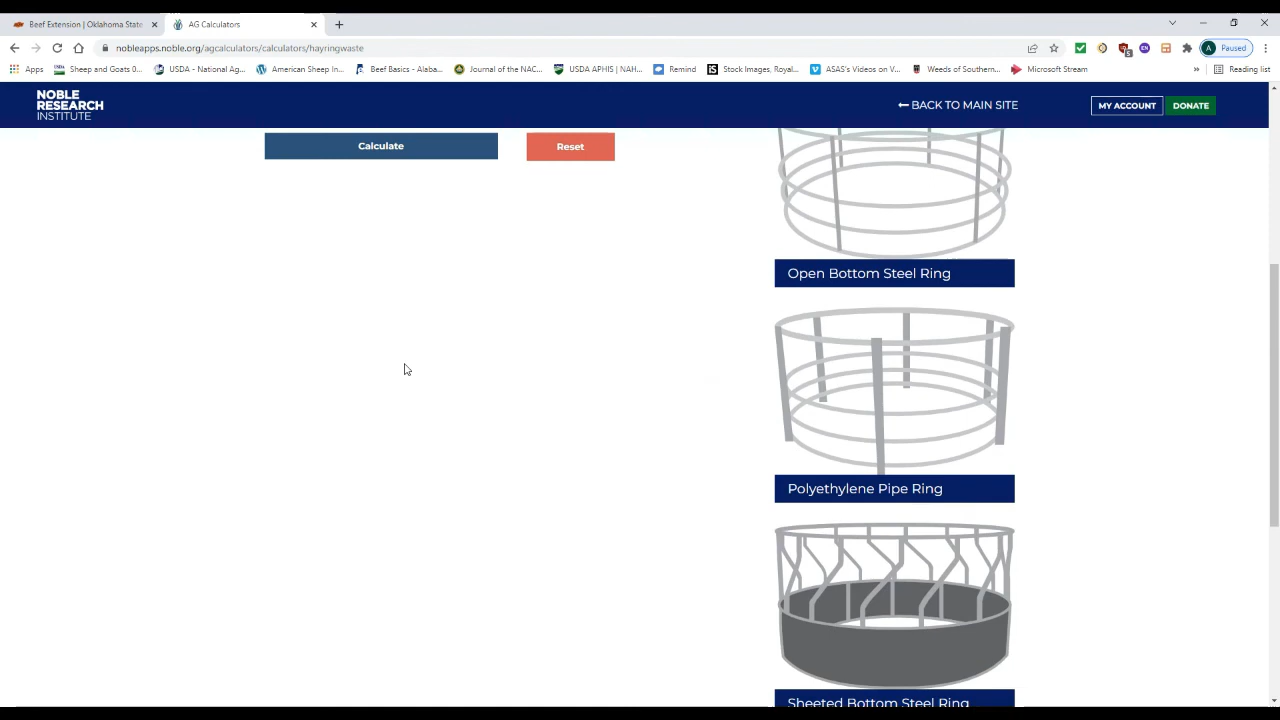 Beef Extension | Oklahoma State
AG Calculators
nobleapps.noble.org/agcalculators/calculators/hayringwaste
A
Paused
Apps
Sheep and Goats 0...
USDA - National Ag...
American Sheep In...
Beef Basics - Alaba...
Journal of the NAC...
USDA APHIS | NAH...
Remind
Stock Images, Royal...
ASAS's Videos on V...
Weeds of Southern...
Microsoft Stream
»
Reading list
NOBLE
RESEARCH
INSTITUTE
BACK TO MAIN SITE
MY ACCOUNT
DONATE
Calculate
Reset
Open Bottom Steel Ring
Polyethylene Pipe Ring
Sheeted Bottom Steel Ring